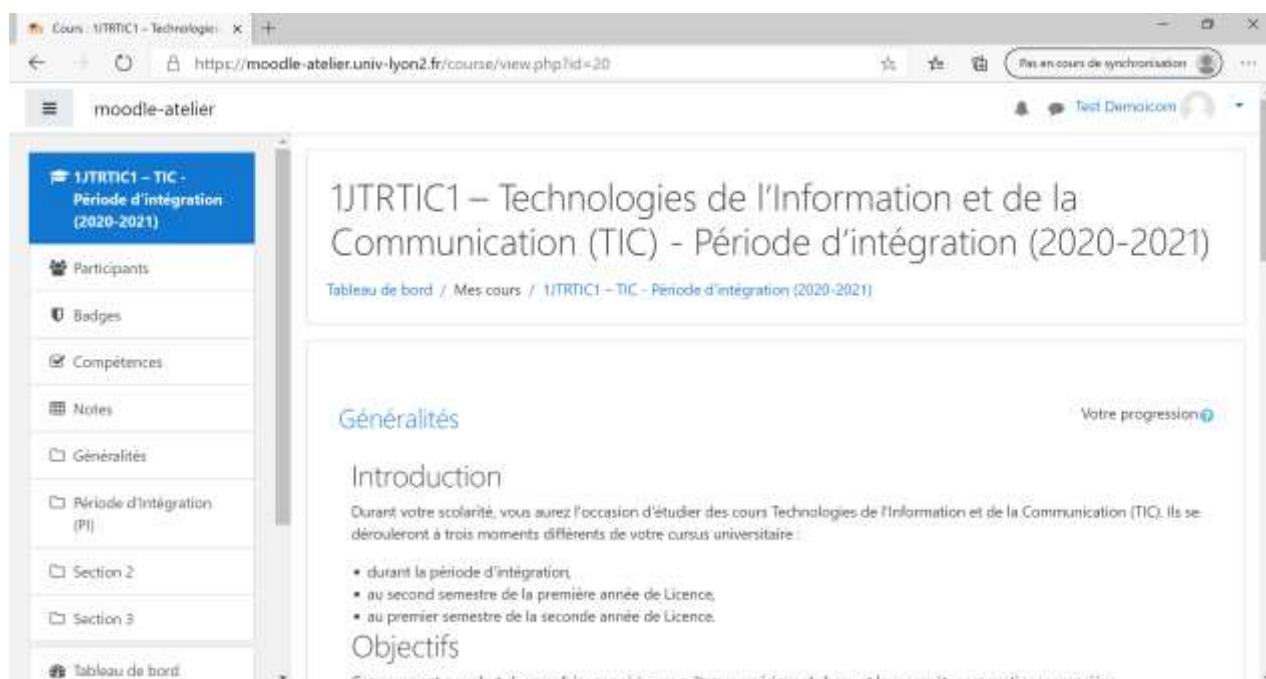 Cours : 1JTRTIC1 – Technologies
https://moodle-atelier.univ-lyon2.fr/course/view.php?id=20
Pas en cours de synchronisation
moodle-atelier
Test Demoicom
1JTRTIC1 – TIC -
Période d'intégration
(2020-2021)
Participants
Badges
Compétences
Notes
Généralités
Période d'Intégration
(PI)
Section 2
Section 3
Tableau de bord
1JTRTIC1 – Technologies de l'Information et de la
Communication (TIC) - Période d'intégration (2020-2021)
Tableau de bord / Mes cours / 1JTRTIC1 – TIC - Période d'intégration (2020-2021)
Généralités
Votre progression
Introduction
Durant votre scolarité, vous aurez l'occasion d'étudier des cours Technologies de l'Information et de la Communication (TIC). Ils se
dérouleront à trois moments différents de votre cursus universitaire :
• durant la période d'intégration,
• au second semestre de la première année de Licence,
• au premier semestre de la seconde année de Licence.
Objectifs